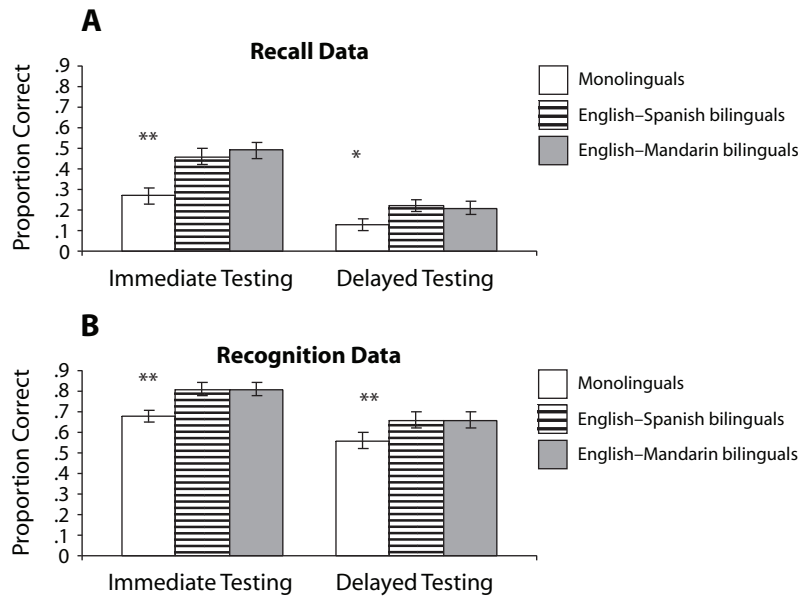 A
Recall Data
Proportion Correct
.9
.8
.7
.6
.5
.4
.3
.2
.1
0
**
*
Immediate Testing
Delayed Testing
Monolinguals
English–Spanish bilinguals
English–Mandarin bilinguals
B
Recognition Data
Proportion Correct
.9
.8
.7
.6
.5
.4
.3
.2
.1
0
**
**
Immediate Testing
Delayed Testing
Monolinguals
English–Spanish bilinguals
English–Mandarin bilinguals